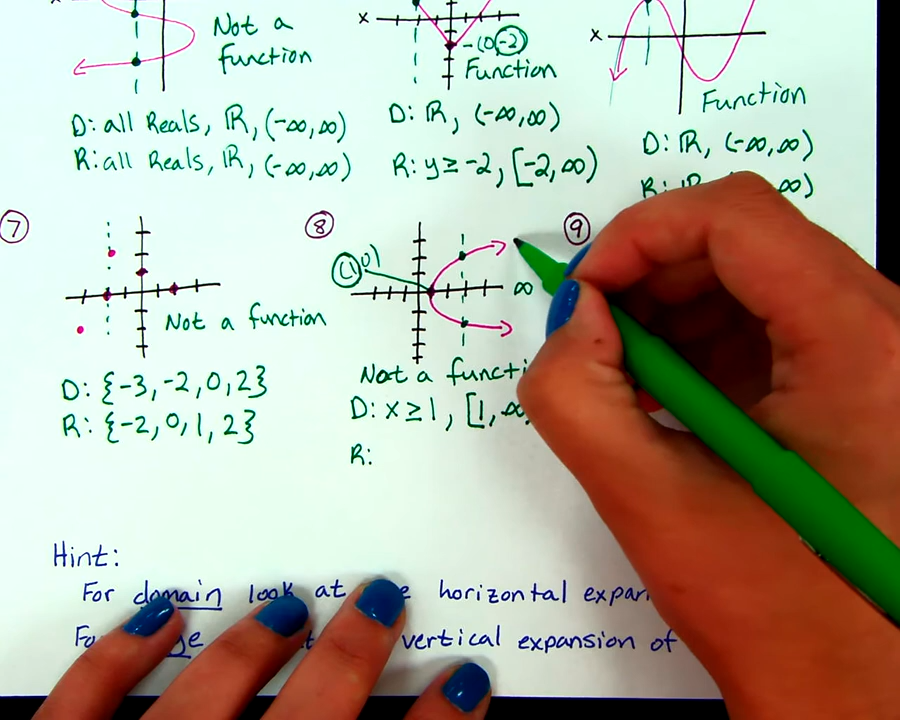 Not a
function
D: all Reals, ℝ, (-∞,∞)
R: all Reals, ℝ, (-∞,∞)
x
(0,-2)
Function
D: ℝ, (-∞,∞)
R: y ≥ -2, [-2,∞)
x
Function
D: ℝ, (-∞,∞)
R: ℝ ∞)
7
Not a function
D: {-3,-2,0,2}
R: {-2,0,1,2}
8
(1,0)
∞
Not a functi
D: x ≥ 1, [1,∞
R:
9
Hint:
For domain look at horizontal expan
vertical expansion of